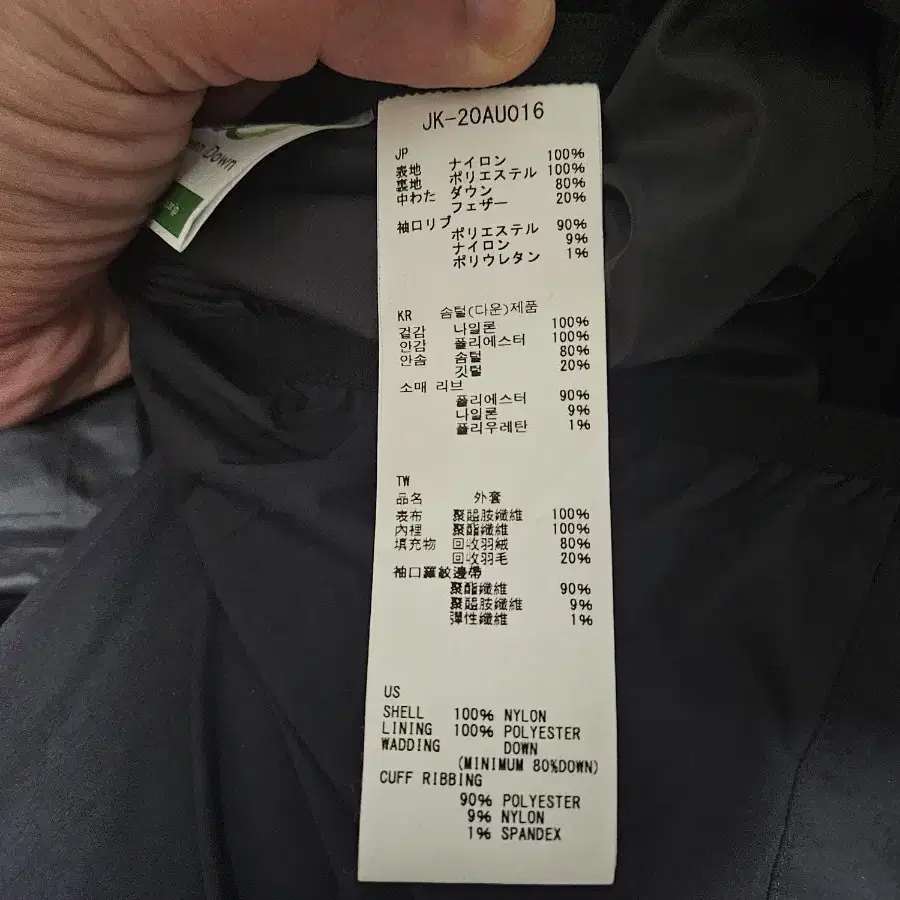 JK-20AU016
JP
表地 ナイロン 100%
裏地 ポリエステル 100%
中わた ダウン 80%
フェザー 20%
袖口リブ
ポリエステル 90%
ナイロン 9%
ポリウレタン 1%
KR 솜털(다운)제품
겉감 나일론 100%
안감 폴리에스터 100%
안솜 솜털 80%
깃털 20%
소매 리브
폴리에스터 90%
나일론 9%
폴리우레탄 1%
TW
品名 外套
表布 聚醯胺纖維 100%
內裡 聚酯纖維 100%
填充物 回收羽絨 80%
回收羽毛 20%
袖口羅紋邊帶
聚酯纖維 90%
聚醯胺纖維 9%
彈性纖維 1%
US
SHELL 100% NYLON
LINING 100% POLYESTER
WADDING DOWN
(MINIMUM 80%DOWN)
CUFF RIBBING
90% POLYESTER
9% NYLON
1% SPANDEX
Down